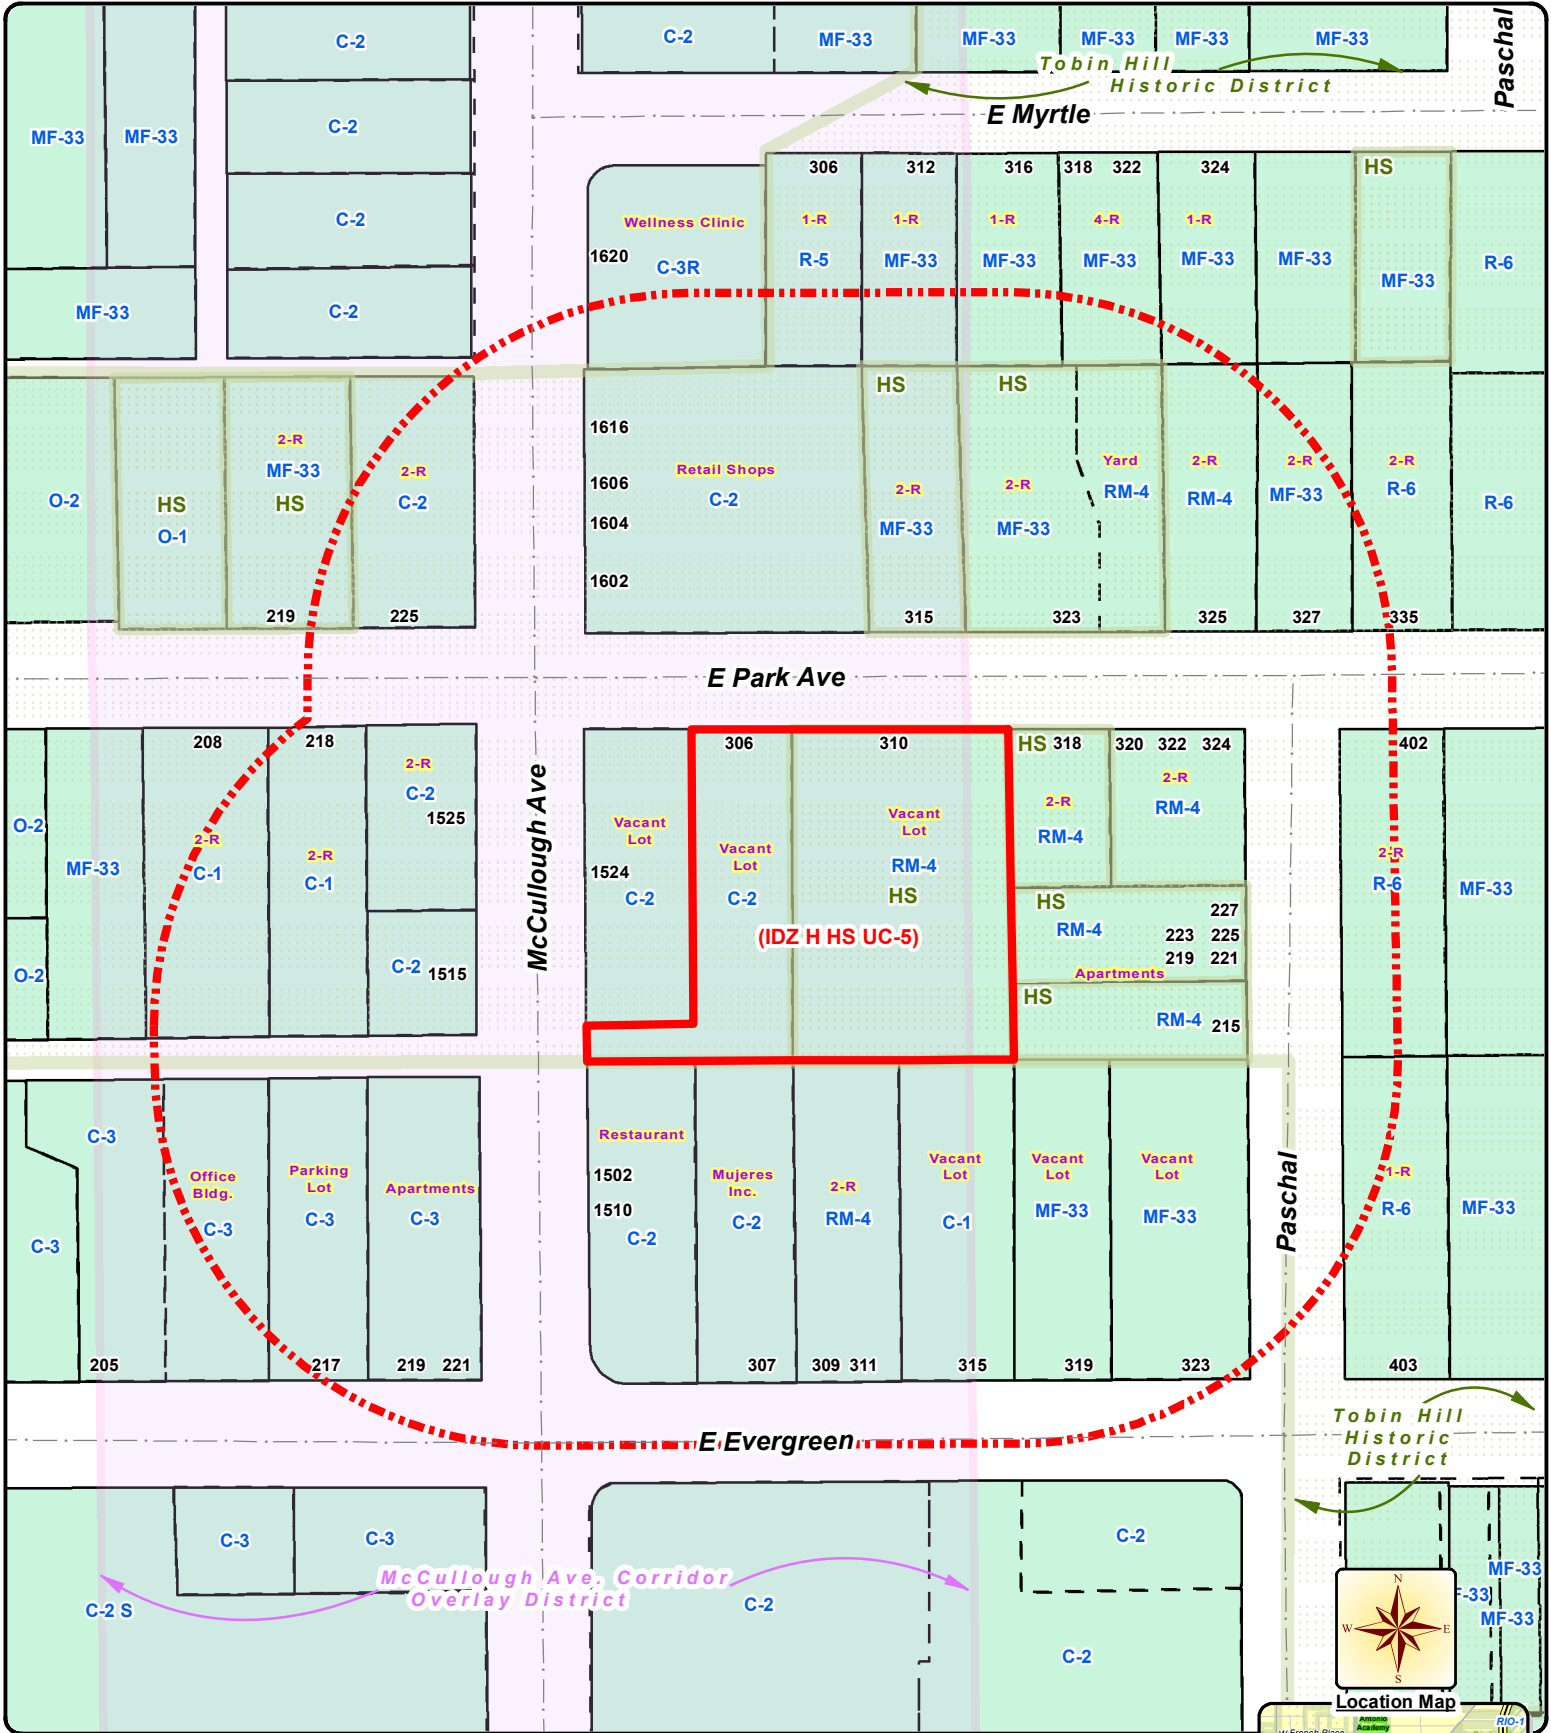 C-2
C-2
MF-33
MF-33
MF-33
MF-33
MF-33
Paschal
Tobin Hill
Historic District
E Myrtle
MF-33
MF-33
C-2
C-2
MF-33
C-2
Wellness Clinic
1620
C-3R
306
1-R
R-5
312
1-R
MF-33
316
1-R
MF-33
318
322
4-R
MF-33
324
1-R
MF-33
MF-33
HS
MF-33
R-6
O-2
HS
O-1
2-R
MF-33
HS
219
2-R
C-2
225
1616
1606
1604
1602
Retail Shops
C-2
HS
2-R
MF-33
315
HS
2-R
MF-33
323
Yard
RM-4
2-R
RM-4
325
2-R
MF-33
327
2-R
R-6
335
R-6
E Park Ave
O-2
O-2
MF-33
208
2-R
C-1
218
2-R
C-1
2-R
C-2
1525
C-2
1515
McCullough Ave
Vacant
Lot
1524
C-2
306
Vacant
Lot
C-2
310
Vacant
Lot
RM-4
HS
(IDZ H HS UC-5)
HS
318
2-R
RM-4
320
322
324
2-R
RM-4
HS
RM-4
227
223
225
219
221
Apartments
HS
RM-4
215
402
2-R
R-6
MF-33
C-3
C-3
205
Office
Bldg.
C-3
Parking
Lot
C-3
217
Apartments
C-3
219
221
Restaurant
1502
1510
C-2
Mujeres
Inc.
C-2
307
2-R
RM-4
309
311
Vacant
Lot
C-1
315
Vacant
Lot
MF-33
319
Vacant
Lot
MF-33
323
Paschal
1-R
R-6
403
MF-33
E Evergreen
Tobin Hill
Historic
District
C-3
C-3
C-2 S
McCullough Ave. Corridor
Overlay District
C-2
C-2
C-2
MF-33
F-33
MF-33
N
W
E
S
Location Map
Antonio
Academy
W French Place
RIO-1